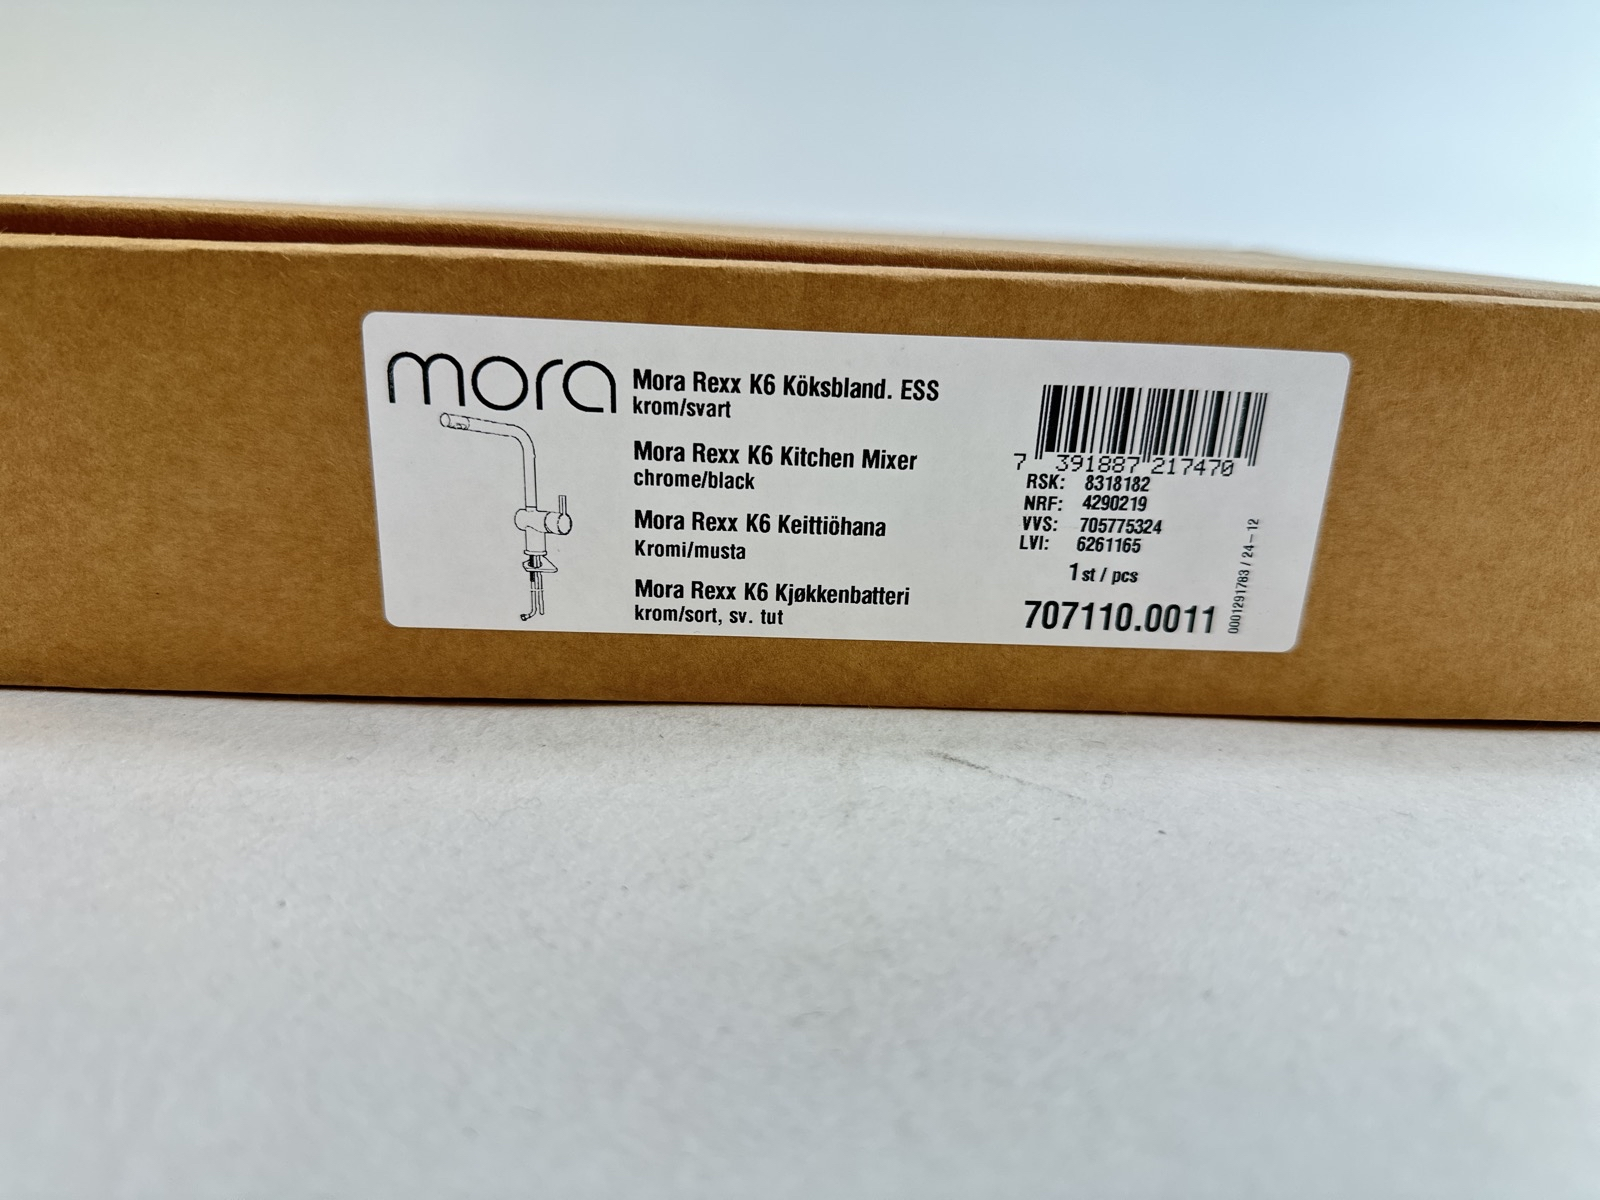 mora
Mora Rexx K6 Köksbland. ESS
krom/svart
Mora Rexx K6 Kitchen Mixer
chrome/black
Mora Rexx K6 Keittiöhana
Kromi/musta
Mora Rexx K6 Kjøkkenbatteri
krom/sort, sv. tut
7 391887 217470
RSK: 8318182
NRF: 4290219
VVS: 705775324
LVI: 6261165
1 st / pcs
707110.0011
0001291783 / 24-12